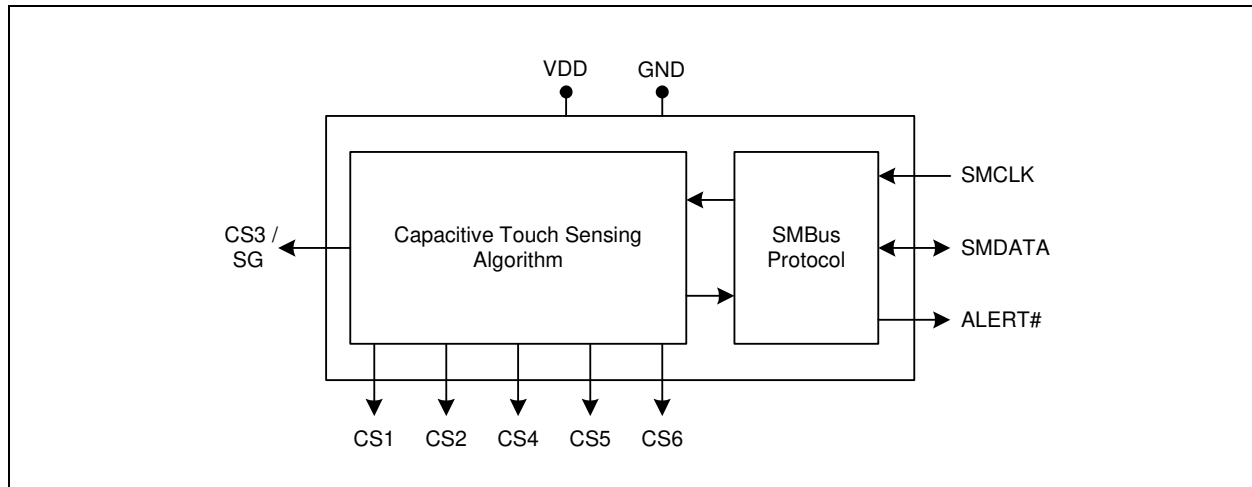 VDD
GND
CS3 /
SG
Capacitive Touch Sensing
Algorithm
SMBus
Protocol
SMCLK
SMDATA
ALERT#
CS1
CS2
CS4
CS5
CS6